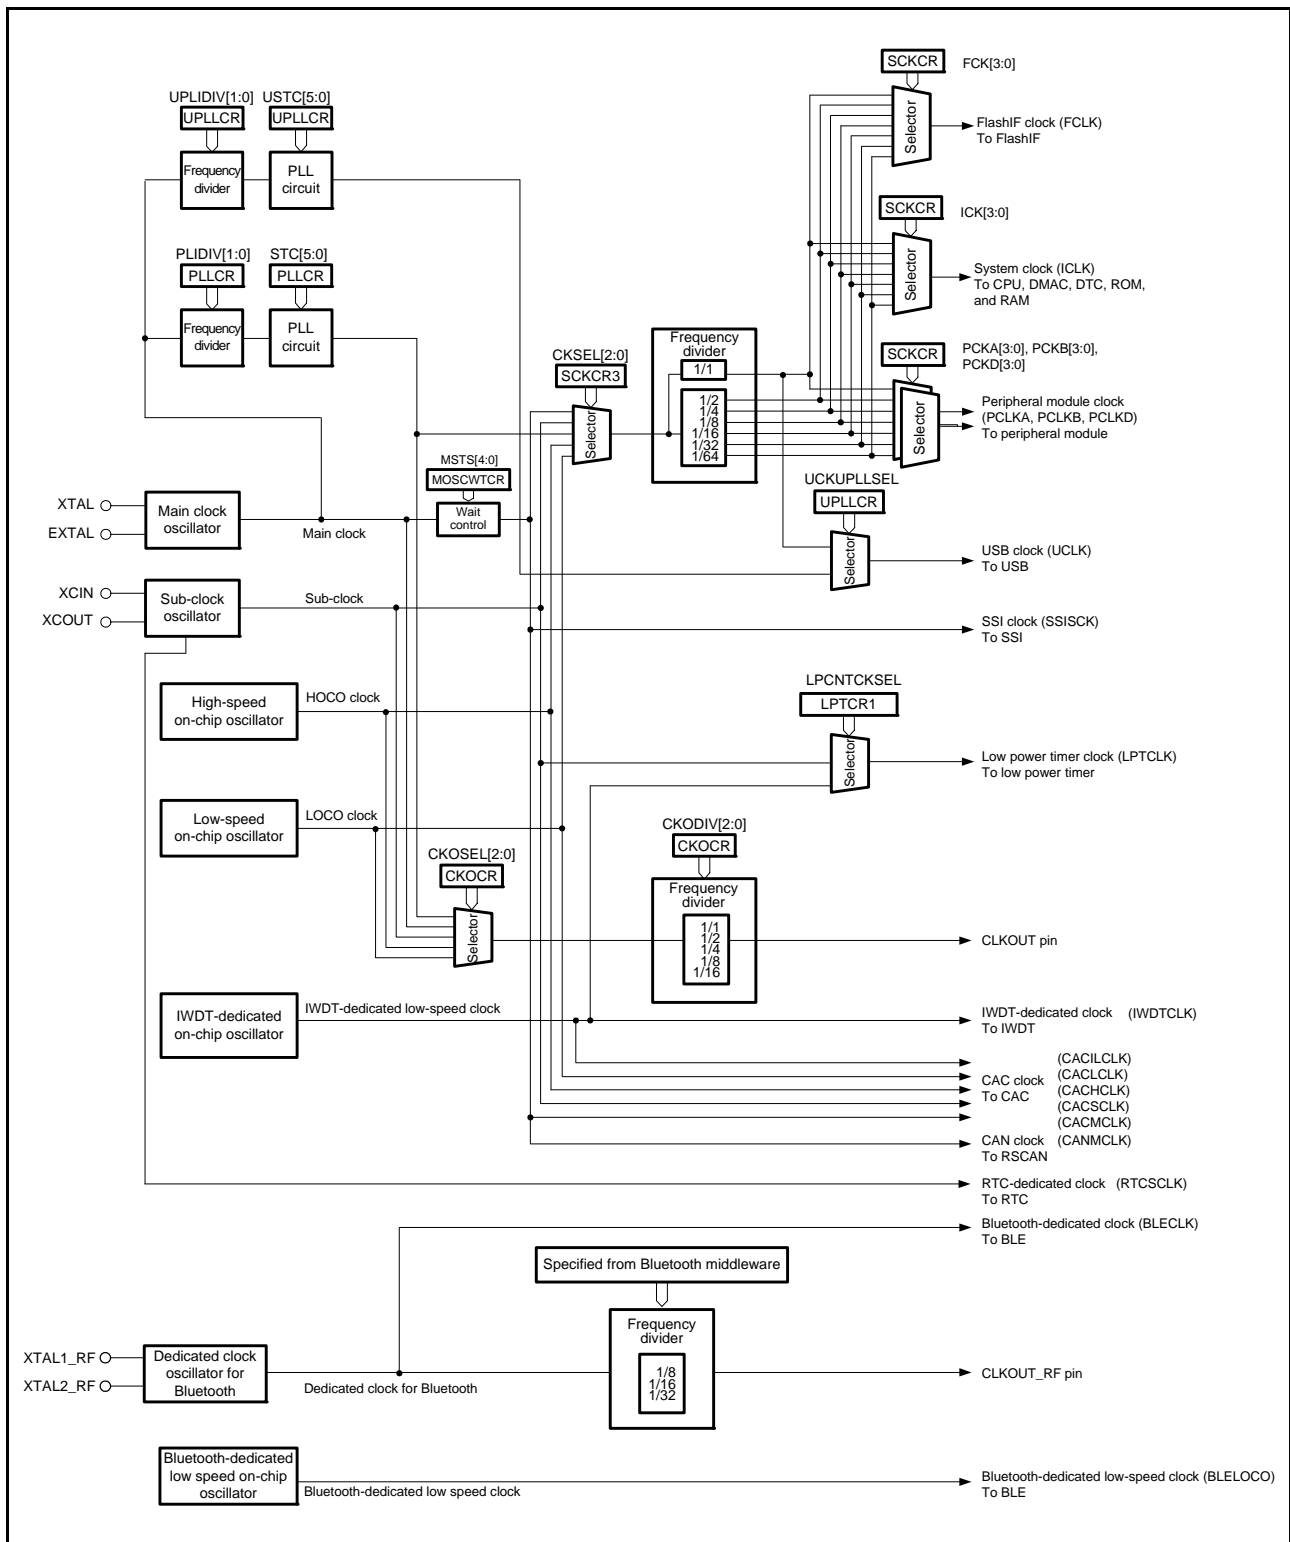 SCKCR FCK[3:0]
UPLIDIV[1:0] USTC[5:0]
UPLLCR UPLLCR
Selector
FlashIF clock (FCLK)
To FlashIF
Frequency
divider
PLL
circuit
SCKCR ICK[3:0]
PLIDIV[1:0] STC[5:0]
PLLCR PLLCR
Selector
System clock (ICLK)
To CPU, DMAC, DTC, ROM,
and RAM
Frequency
divider
PLL
circuit
Frequency
divider
1/1
1/2
1/4
1/8
1/16
1/32
1/64
CKSEL[2:0]
SCKCR3
Selector
SCKCR
PCKA[3:0], PCKB[3:0],
PCKD[3:0]
Selector
Peripheral module clock
(PCLKA, PCLKB, PCLKD)
To peripheral module
MSTS[4:0]
MOSCWTCR
Wait
control
UCKUPLLSEL
UPLLCR
Selector
USB clock (UCLK)
To USB
XTAL
EXTAL
Main clock
oscillator
Main clock
XCIN
XCOUT
Sub-clock
oscillator
Sub-clock
SSI clock (SSISCK)
To SSI
High-speed
on-chip oscillator
HOCO clock
LPCNTCKSEL
LPTCR1
Selector
Low power timer clock (LPTCLK)
To low power timer
Low-speed
on-chip oscillator
LOCO clock
CKOSEL[2:0]
CKOCR
Selector
CKODIV[2:0]
CKOCR
Frequency
divider
1/1
1/2
1/4
1/8
1/16
CLKOUT pin
IWDT-dedicated
on-chip oscillator
IWDT-dedicated low-speed clock
IWDT-dedicated clock (IWDTCLK)
To IWDT
CAC clock
To CAC
(CACILCLK)
(CACLCLK)
(CACHCLK)
(CACSCLK)
(CACMCLK)
CAN clock (CANMCLK)
To RSCAN
RTC-dedicated clock (RTCSCLK)
To RTC
Bluetooth-dedicated clock (BLECLK)
To BLE
Specified from Bluetooth middleware
Frequency
divider
1/8
1/16
1/32
XTAL1_RF
XTAL2_RF
Dedicated clock
oscillator for
Bluetooth
Dedicated clock for Bluetooth
CLKOUT_RF pin
Bluetooth-dedicated
low speed on-chip
oscillator
Bluetooth-dedicated low speed clock
Bluetooth-dedicated low-speed clock (BLELOCO)
To BLE